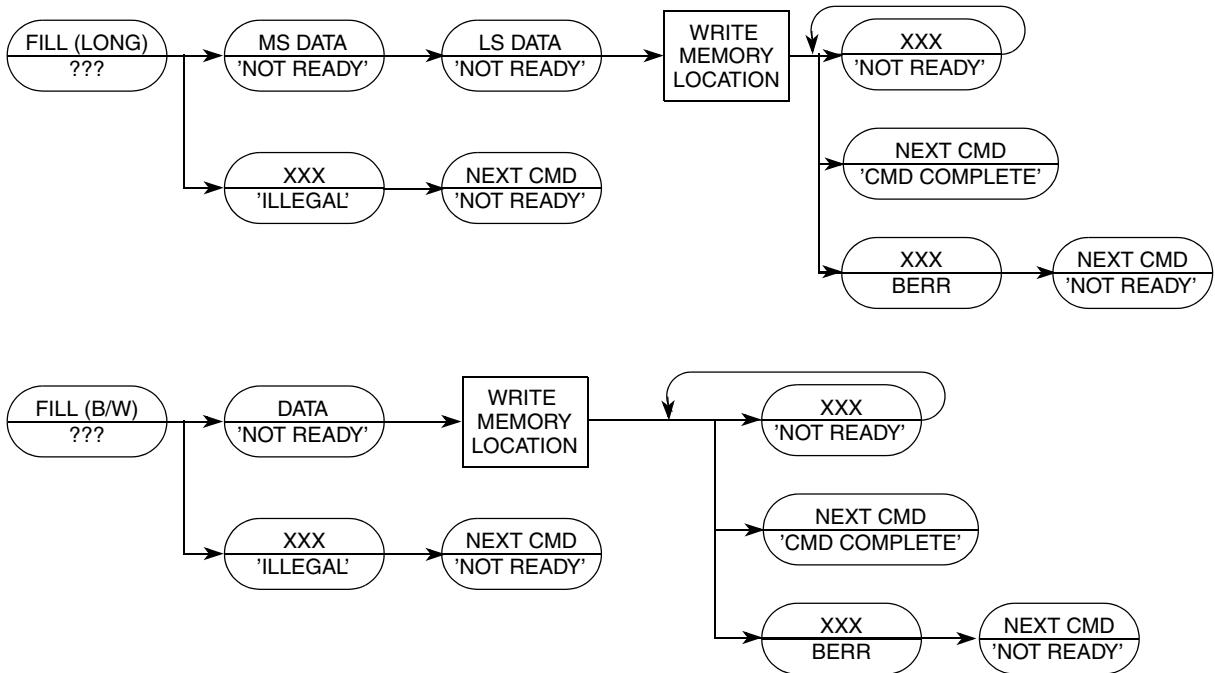 FILL (LONG)
???
MS DATA
'NOT READY'
LS DATA
'NOT READY'
WRITE
MEMORY
LOCATION
XXX
'NOT READY'
XXX
'ILLEGAL'
NEXT CMD
'NOT READY'
NEXT CMD
'CMD COMPLETE'
XXX
BERR
NEXT CMD
'NOT READY'
FILL (B/W)
???
DATA
'NOT READY'
WRITE
MEMORY
LOCATION
XXX
'NOT READY'
XXX
'ILLEGAL'
NEXT CMD
'NOT READY'
NEXT CMD
'CMD COMPLETE'
XXX
BERR
NEXT CMD
'NOT READY'